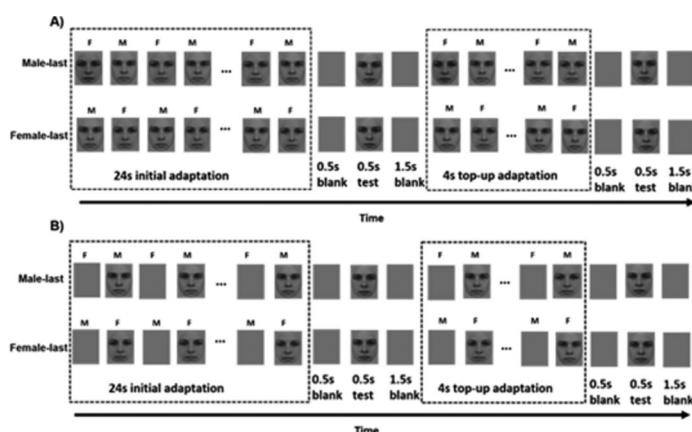 A)
F M F M F M F M F M
Male-last
... ...
M F M F M F M F M F
Female-last
... ...
24s initial adaptation
0.5s 0.5s 1.5s
blank test blank
4s top-up adaptation
0.5s 0.5s 1.5s
blank test blank
Time
B)
F M F M F M F M F M
Male-last
... ...
M F M F M F M F M F
Female-last
... ...
24s initial adaptation
0.5s 0.5s 1.5s
blank test blank
4s top-up adaptation
0.5s 0.5s 1.5s
blank test blank
Time